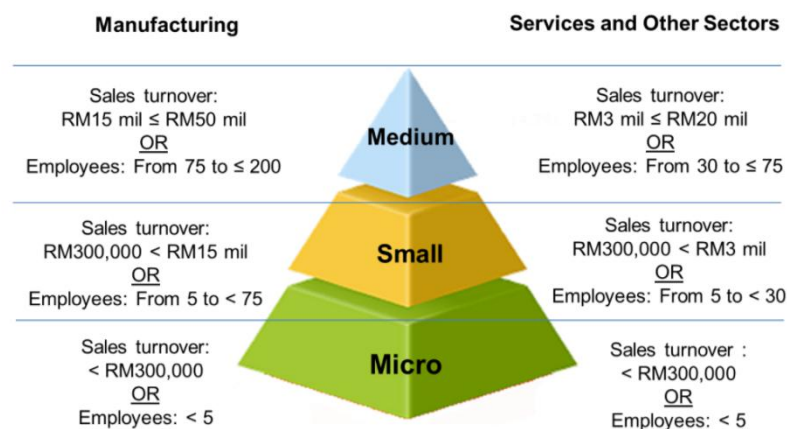 Manufacturing
Services and Other Sectors
Sales turnover:
RM15 mil ≤ RM50 mil
OR
Employees: From 75 to ≤ 200
Medium
Sales turnover:
RM3 mil ≤ RM20 mil
OR
Employees: From 30 to ≤ 75
Sales turnover:
RM300,000 < RM15 mil
OR
Employees: From 5 to < 75
Small
Sales turnover:
RM300,000 < RM3 mil
OR
Employees: From 5 to < 30
Sales turnover:
< RM300,000
OR
Employees: < 5
Micro
Sales turnover :
< RM300,000
OR
Employees: < 5